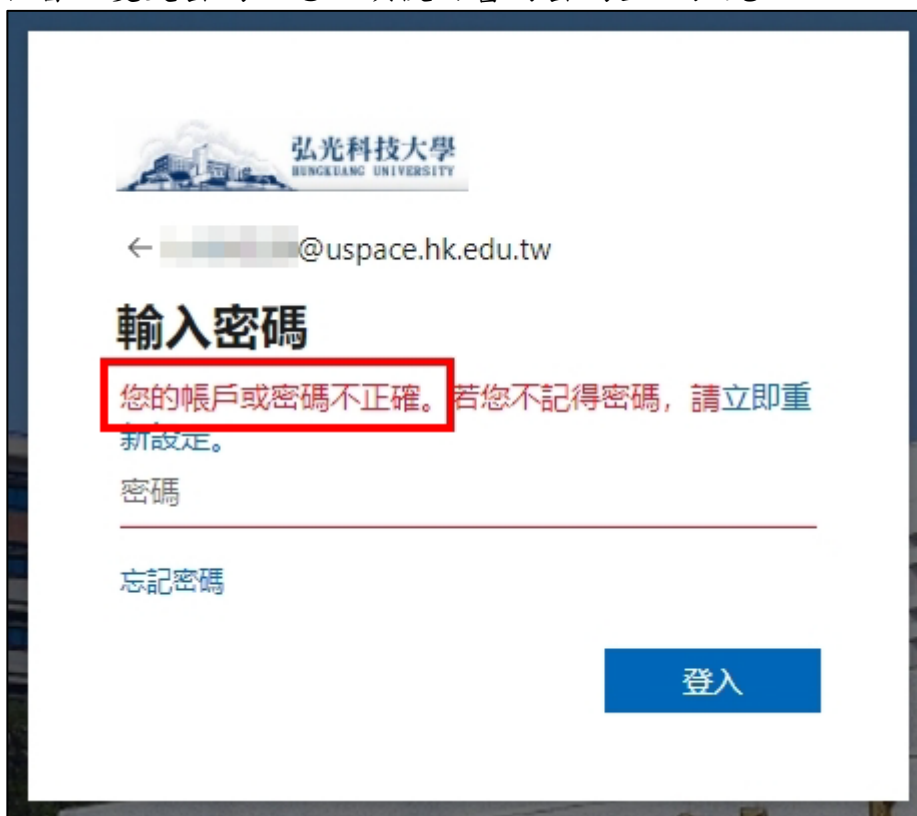 弘光科技大學
HUNGKUANG UNIVERSITY
← @uspace.hk.edu.tw
輸入密碼
您的帳戶或密碼不正確。若您不記得密碼，請立即重
新設定。
密碼
忘記密碼
登入